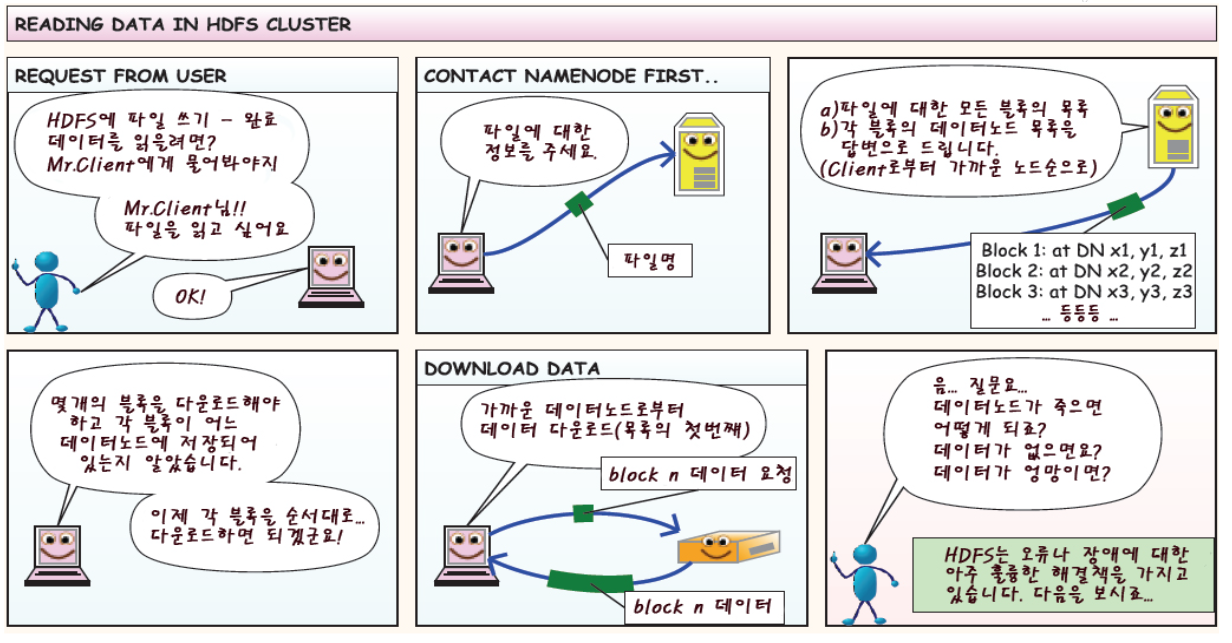 READING DATA IN HDFS CLUSTER
REQUEST FROM USER
HDFS에 파일 쓰기 - 완료
데이터를 읽을려면?
Mr.Client에게 물어봐야지
Mr.Client님!!
파일을 읽고 싶어요
OK!
CONTACT NAMENODE FIRST..
파일에 대한
정보를 주세요.
파일명
a)파일에 대한 모든 블록의 목록
b)각 블록의 데이터노드 목록을
답변으로 드립니다.
(Client로부터 가까운 노드순으로)
Block 1: at DN x1, y1, z1
Block 2: at DN x2, y2, z2
Block 3: at DN x3, y3, z3
... 등등등 ...
몇개의 블록을 다운로드해야
하고 각 블록이 어느
데이터노드에 저장되어
있는지 알았습니다.
이제 각 블록을 순서대로...
다운로드하면 되겠군요!
DOWNLOAD DATA
가까운 데이터노드로부터
데이터 다운로드(목록의 첫번째)
block n 데이터 요청
block n 데이터
음... 질문요...
데이터노드가 죽으면
어떻게 되죠?
데이터가 없으면요?
데이터가 엉망이면?
HDFS는 오류나 장애에 대한
아주 훌륭한 해결책을 가지고
있습니다. 다음을 보시죠...